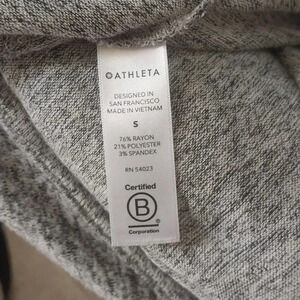 ATHLETA
DESIGNED IN
SAN FRANCISCO
MADE IN VIETNAM
S
76% RAYON
21% POLYESTER
3% SPANDEX
RN 54023
Certified
B
®
Corporation